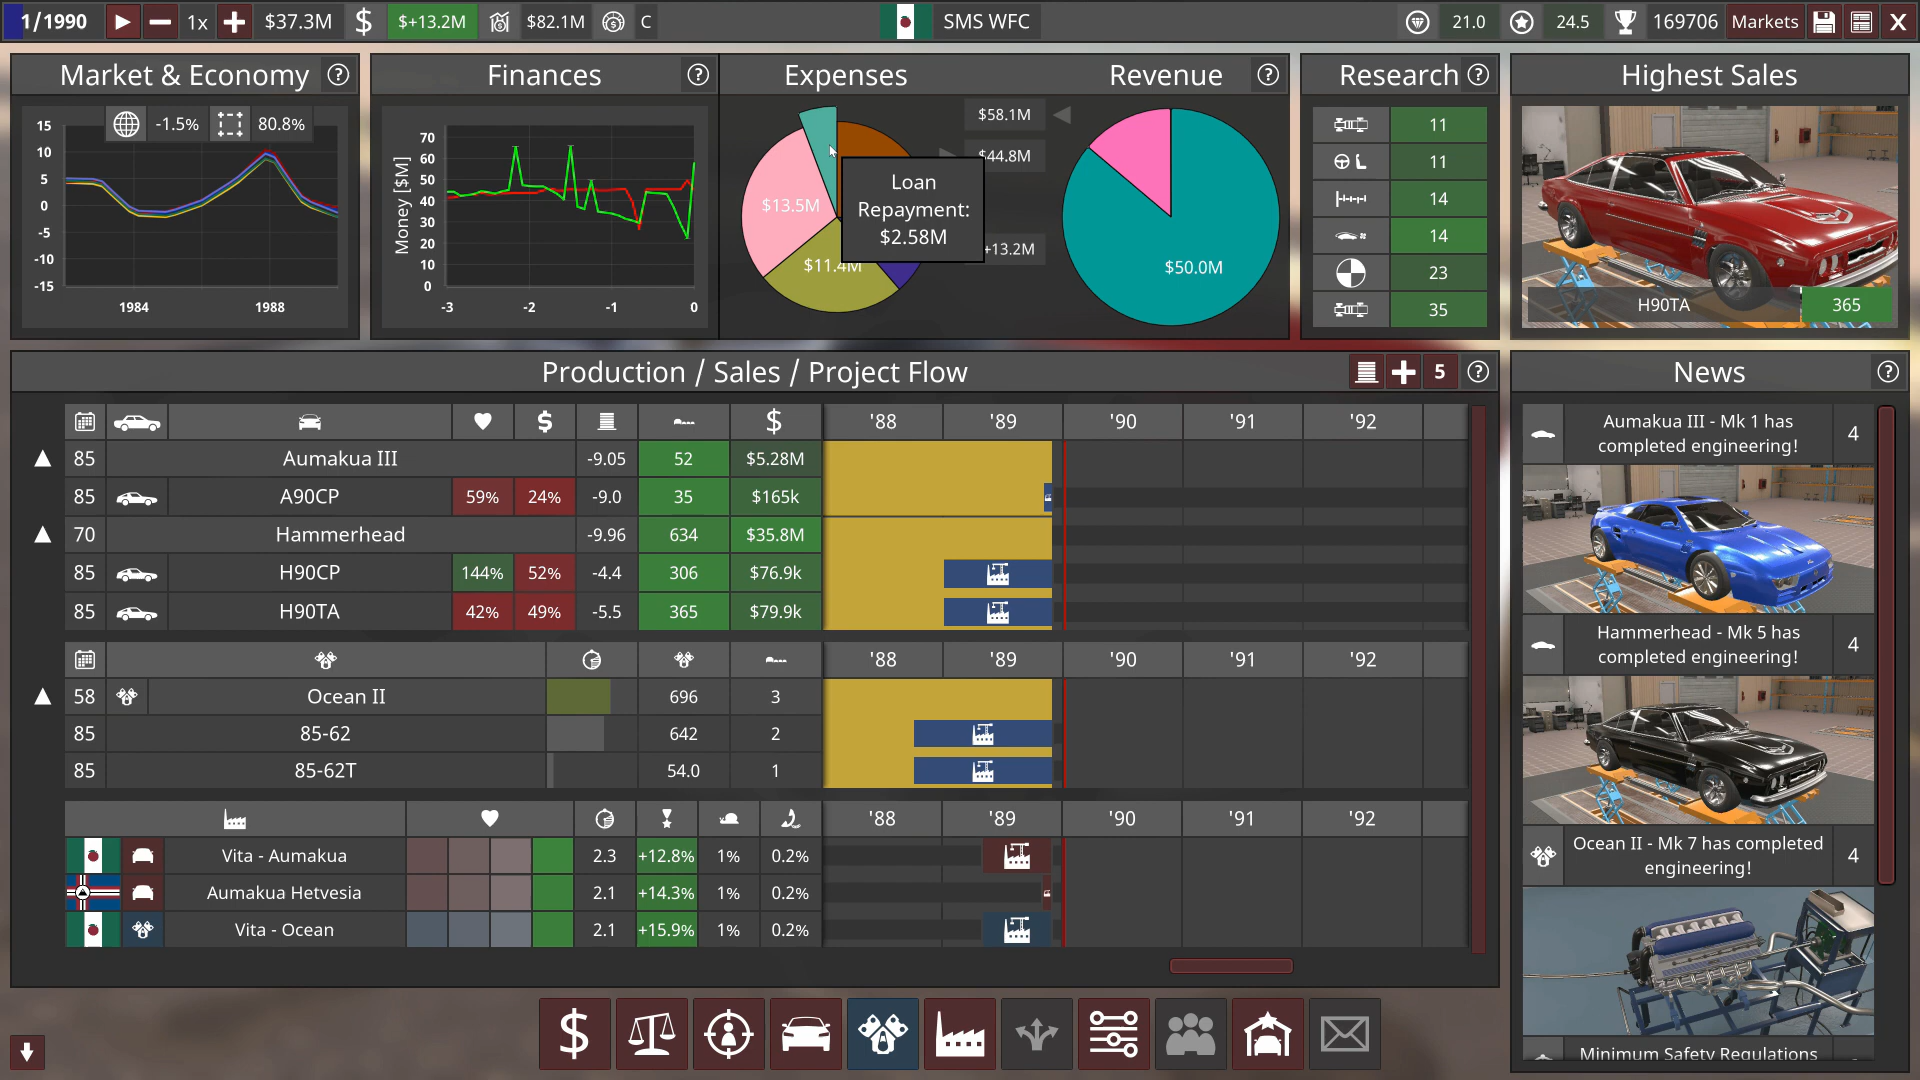 1/1990
1x
$37.3M
$
$+13.2M
$82.1M
C
SMS WFC
21.0
24.5
169706
Markets
X
Market & Economy
?
-1.5%
80.8%
15
10
5
0
-5
-10
-15
1984
1988
Finances
?
Money [$M]
70
60
50
40
30
20
10
0
-3
-2
-1
0
Expenses
Revenue
?
$58.1M
$44.8M
+13.2M
$13.5M
$11.4M
Loan
Repayment:
$2.58M
$50.0M
Research
?
11
11
14
14
23
35
Highest Sales
H90TA
365
Production / Sales / Project Flow
5
?
$
$
'88
'89
'90
'91
'92
85
Aumakua III
-9.05
52
$5.28M
85
A90CP
59%
24%
-9.0
35
$165k
70
Hammerhead
-9.96
634
$35.8M
85
H90CP
144%
52%
-4.4
306
$76.9k
85
H90TA
42%
49%
-5.5
365
$79.9k
'88
'89
'90
'91
'92
58
Ocean II
696
3
85
85-62
642
2
85
85-62T
54.0
1
'88
'89
'90
'91
'92
Vita - Aumakua
2.3
+12.8%
1%
0.2%
Aumakua Hetvesia
2.1
+14.3%
1%
0.2%
Vita - Ocean
2.1
+15.9%
1%
0.2%
News
?
Aumakua III - Mk 1 has
completed engineering!
4
Hammerhead - Mk 5 has
completed engineering!
4
Ocean II - Mk 7 has completed
engineering!
4
Minimum Safety Regulations
$